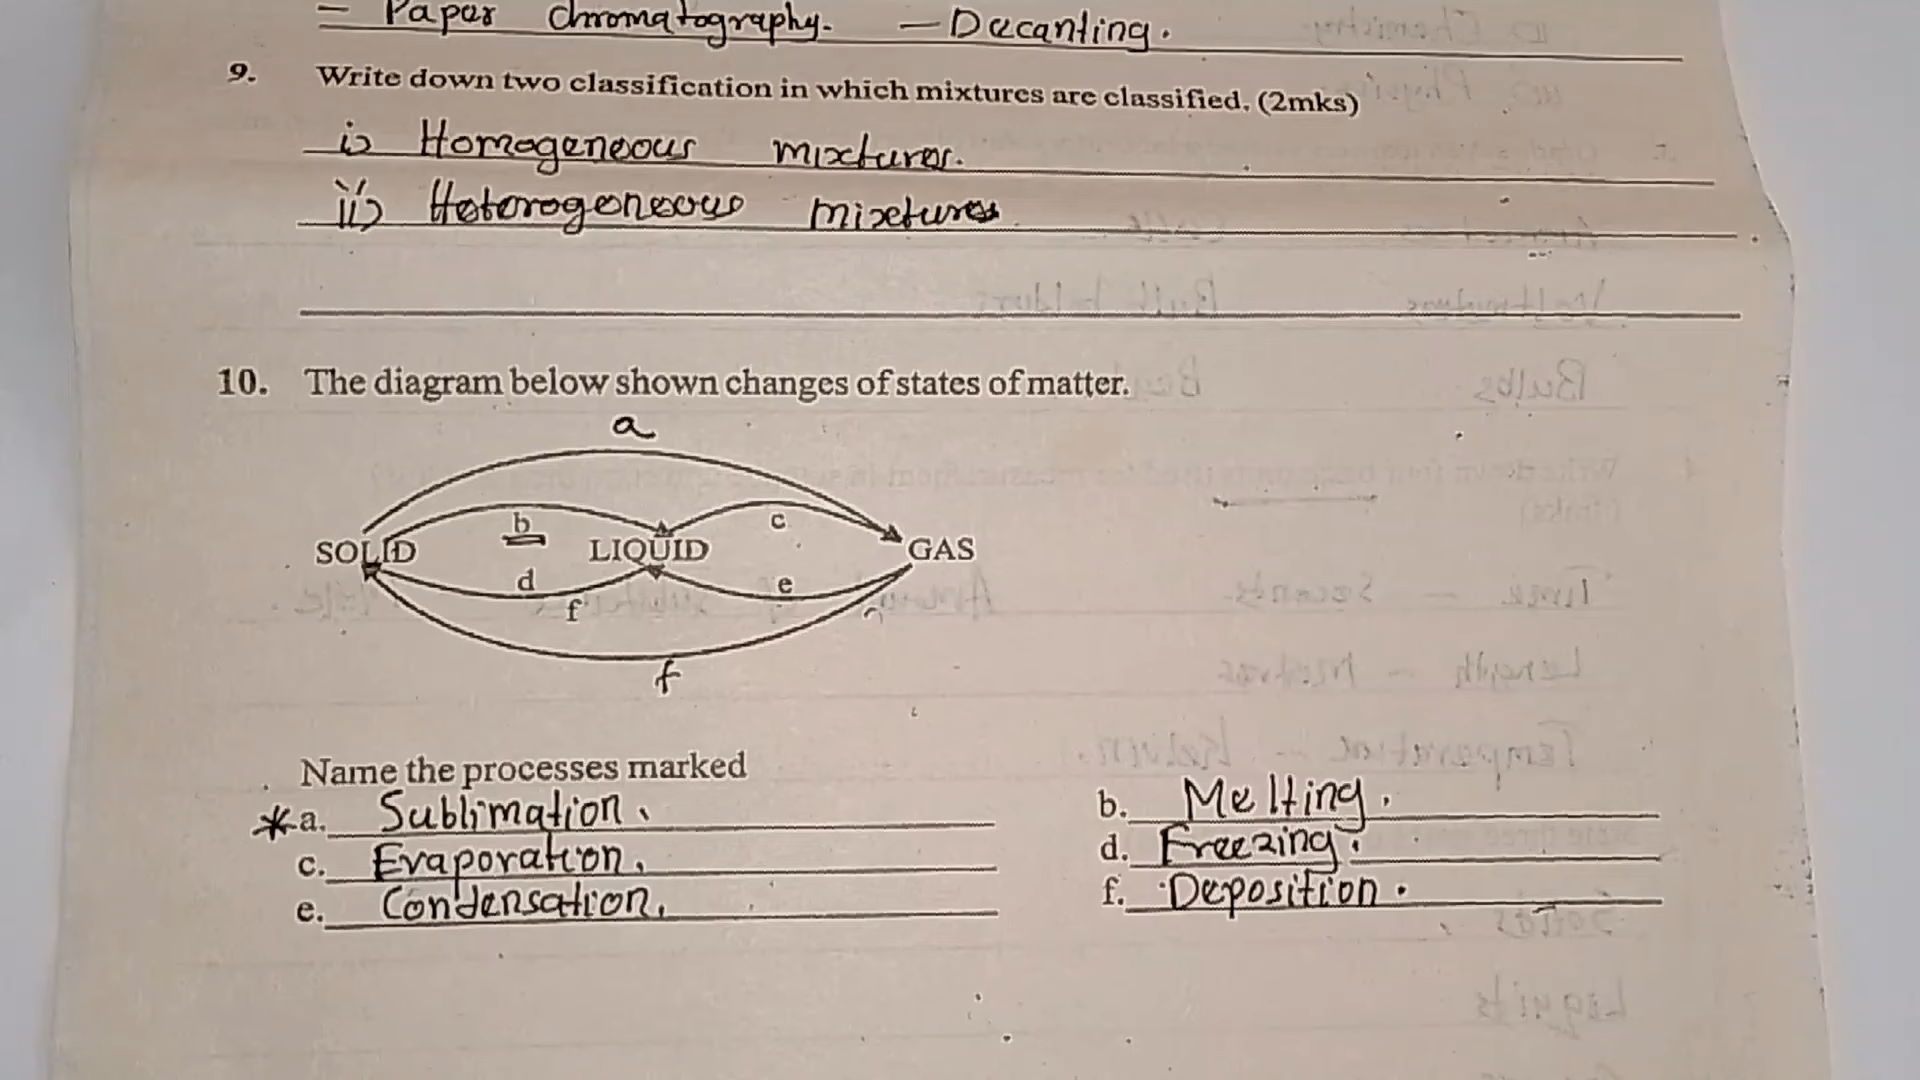 - Paper chromatography. - Decanting.
9. Write down two classification in which mixtures are classified. (2mks)
i) Homogeneous mixtures.
ii) Heterogeneous mixtures
10. The diagram below shown changes of states of matter.
a
b c
SOLID LIQUID GAS
d e
f
f
Name the processes marked
*a. Sublimation. b. Melting.
c. Evaporation. d. Freezing.
e. Condensation. f. Deposition.